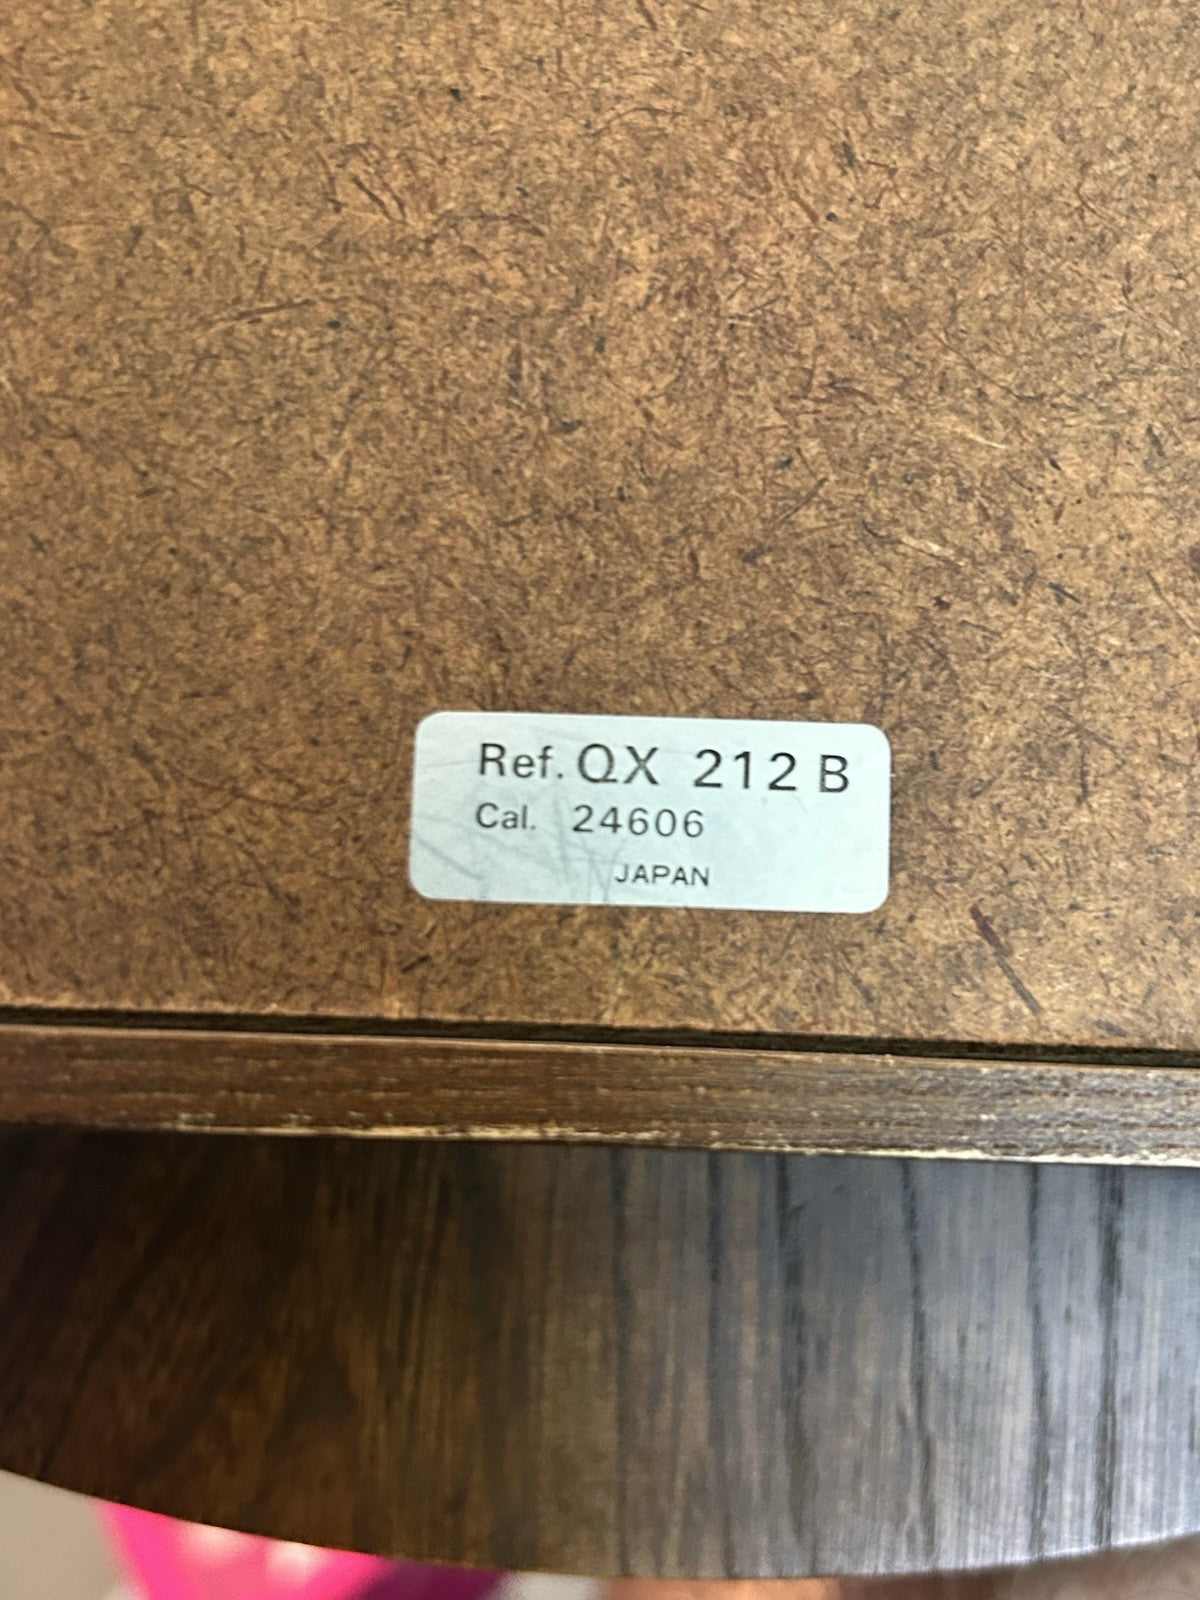 Ref. QX 212 B
Cal. 24606
JAPAN